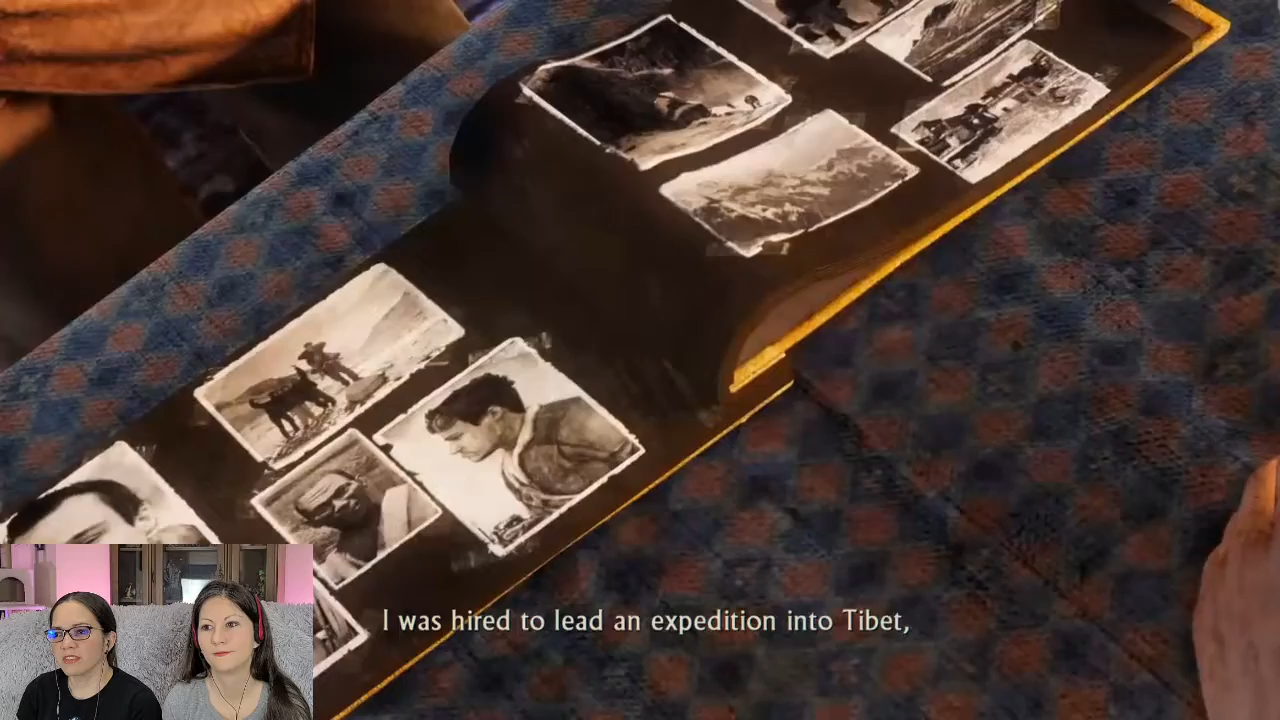 I was hired to lead an expedition into Tibet,